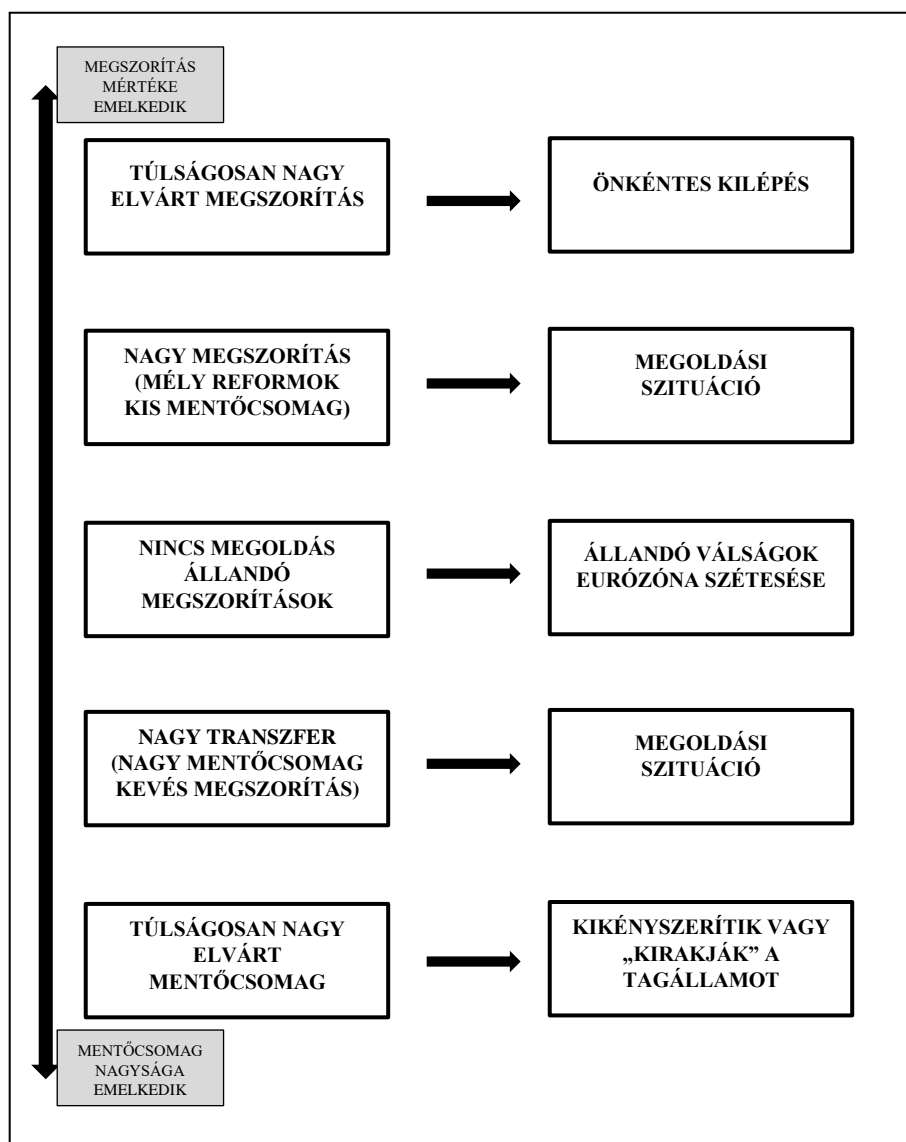 MEGSZORÍTÁS
MÉRTÉKE
EMELKEDIK
TÚLSÁGOSAN NAGY
ELVÁRT MEGSZORÍTÁS
ÖNKÉNTES KILÉPÉS
NAGY MEGSZORÍTÁS
(MÉLY REFORMOK
KIS MENTŐCSOMAG)
MEGOLDÁSI
SZITUÁCIÓ
NINCS MEGOLDÁS
ÁLLANDÓ
MEGSZORÍTÁSOK
ÁLLANDÓ VÁLSÁGOK
EURÓZÓNA SZÉTESÉSE
NAGY TRANSZFER
(NAGY MENTŐCSOMAG
KEVÉS MEGSZORÍTÁS)
MEGOLDÁSI
SZITUÁCIÓ
TÚLSÁGOSAN NAGY
ELVÁRT
MENTŐCSOMAG
KIKÉNYSZERÍTIK VAGY
„KIRAKJÁK” A
TAGÁLLAMOT
MENTŐCSOMAG
NAGYSÁGA
EMELKEDIK